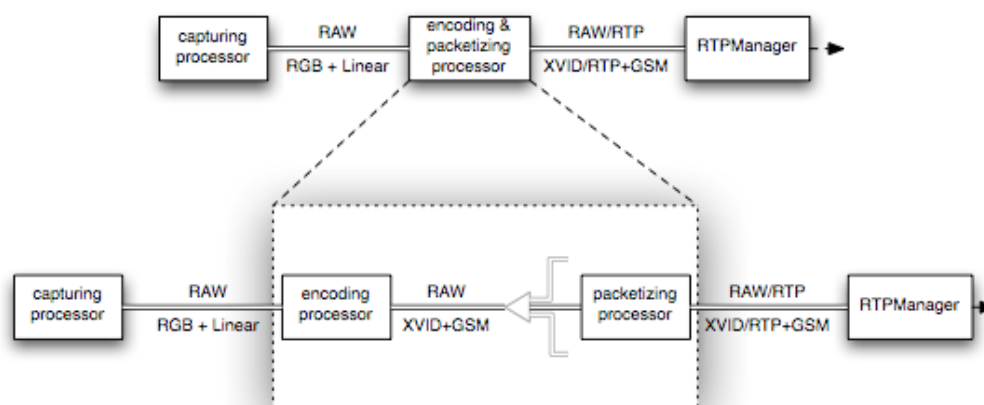 capturing
processor
RAW
RGB + Linear
encoding &
packetizing
processor
RAW/RTP
XVID/RTP+GSM
RTPManager
capturing
processor
RAW
RGB + Linear
encoding
processor
RAW
XVID+GSM
packetizing
processor
RAW/RTP
XVID/RTP+GSM
RTPManager